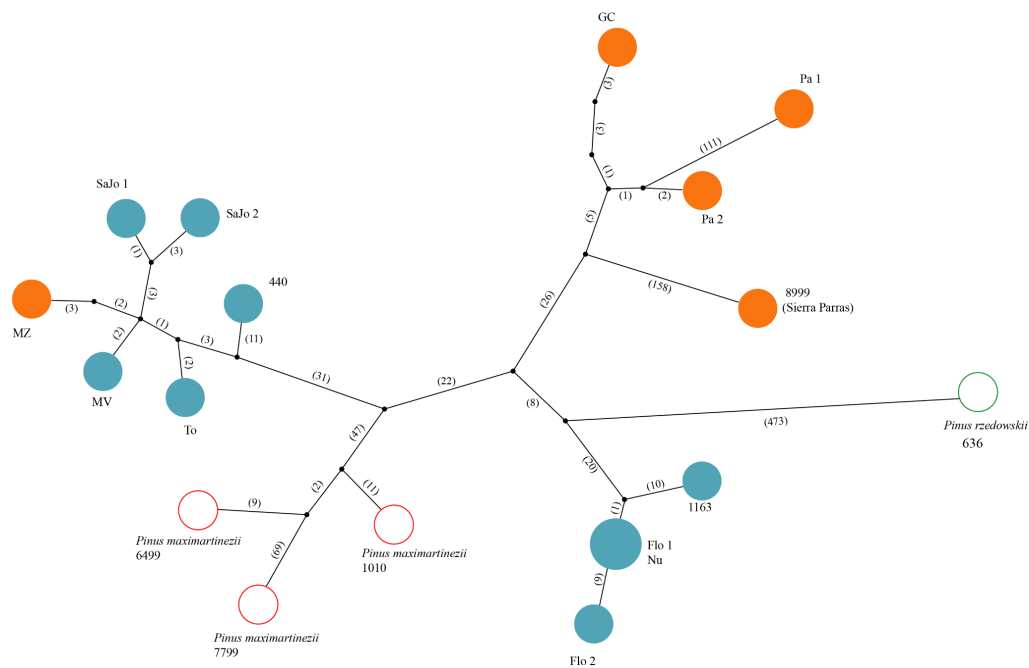 GC
(3)
Pa 1
(3)
(111)
(1)
(1)
(2)
Pa 2
SaJo 1
SaJo 2
(5)
(1)
(3)
440
(158)
8999
(Sierra Parras)
(3)
(3)
(2)
(26)
MZ
(1)
(2)
(3)
(11)
(2)
MV
To
(31)
(22)
(8)
(473)
Pinus rzedowskii
636
(47)
(20)
(2)
(11)
(10)
1163
(9)
(1)
Pinus maximartinezii
6499
(69)
Pinus maximartinezii
1010
Flo 1
Nu
(9)
Pinus maximartinezii
7799
Flo 2